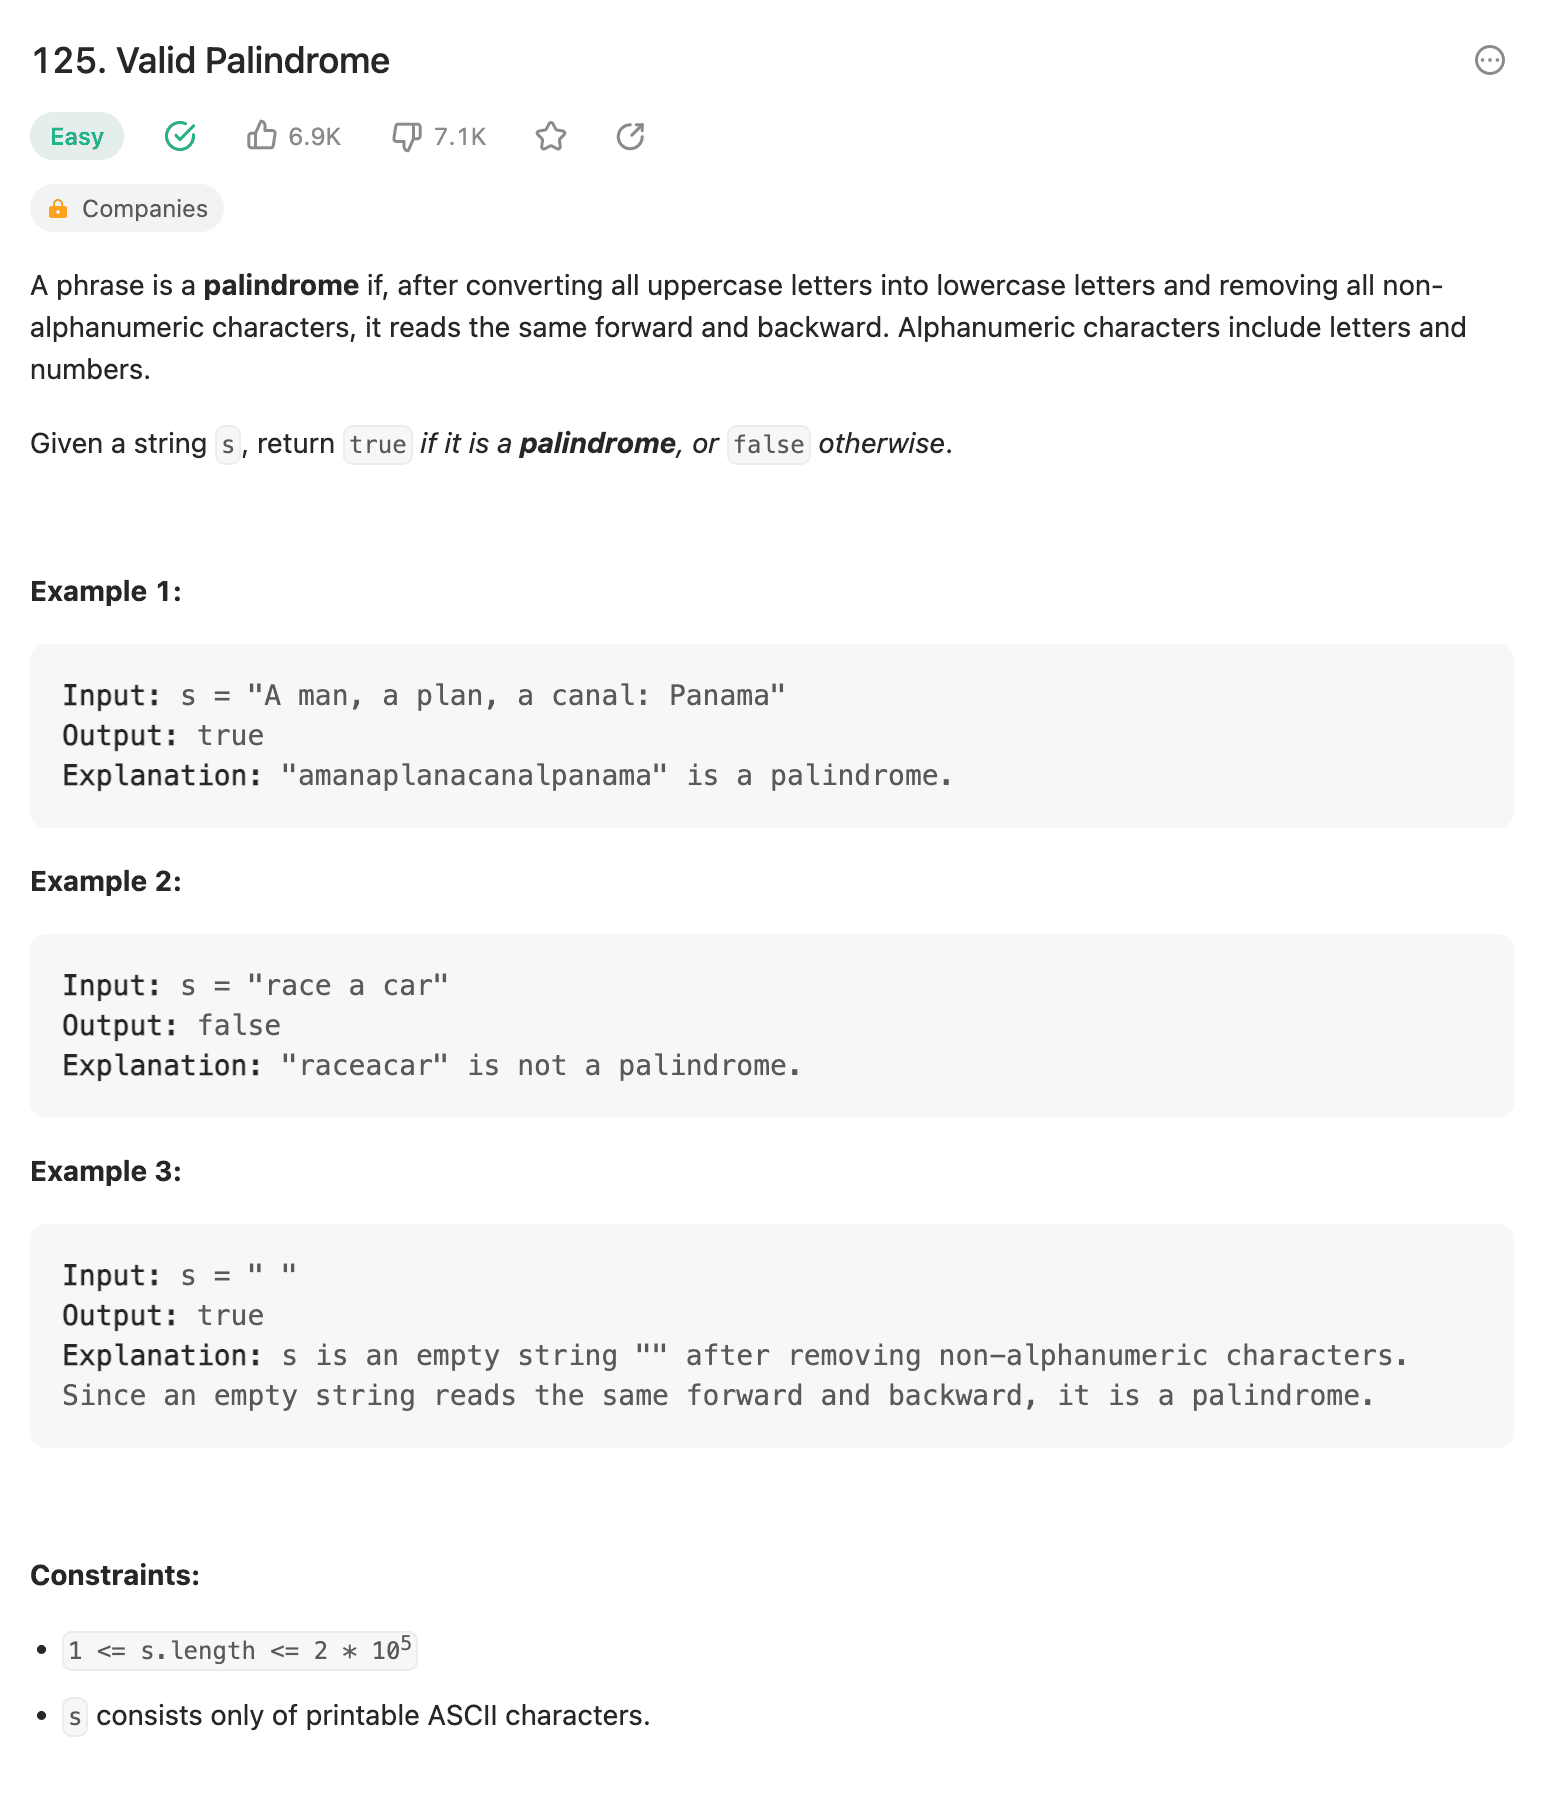 125. Valid Palindrome
Easy 6.9K 7.1K
Companies
A phrase is a palindrome if, after converting all uppercase letters into lowercase letters and removing all non-
alphanumeric characters, it reads the same forward and backward. Alphanumeric characters include letters and
numbers.
Given a string s, return true if it is a palindrome, or false otherwise.
Example 1:
Input: s = "A man, a plan, a canal: Panama"
Output: true
Explanation: "amanaplanacanalpanama" is a palindrome.
Example 2:
Input: s = "race a car"
Output: false
Explanation: "raceacar" is not a palindrome.
Example 3:
Input: s = " "
Output: true
Explanation: s is an empty string "" after removing non-alphanumeric characters.
Since an empty string reads the same forward and backward, it is a palindrome.
Constraints:
• 1 <= s.length <= 2 * 10⁵
• s consists only of printable ASCII characters.